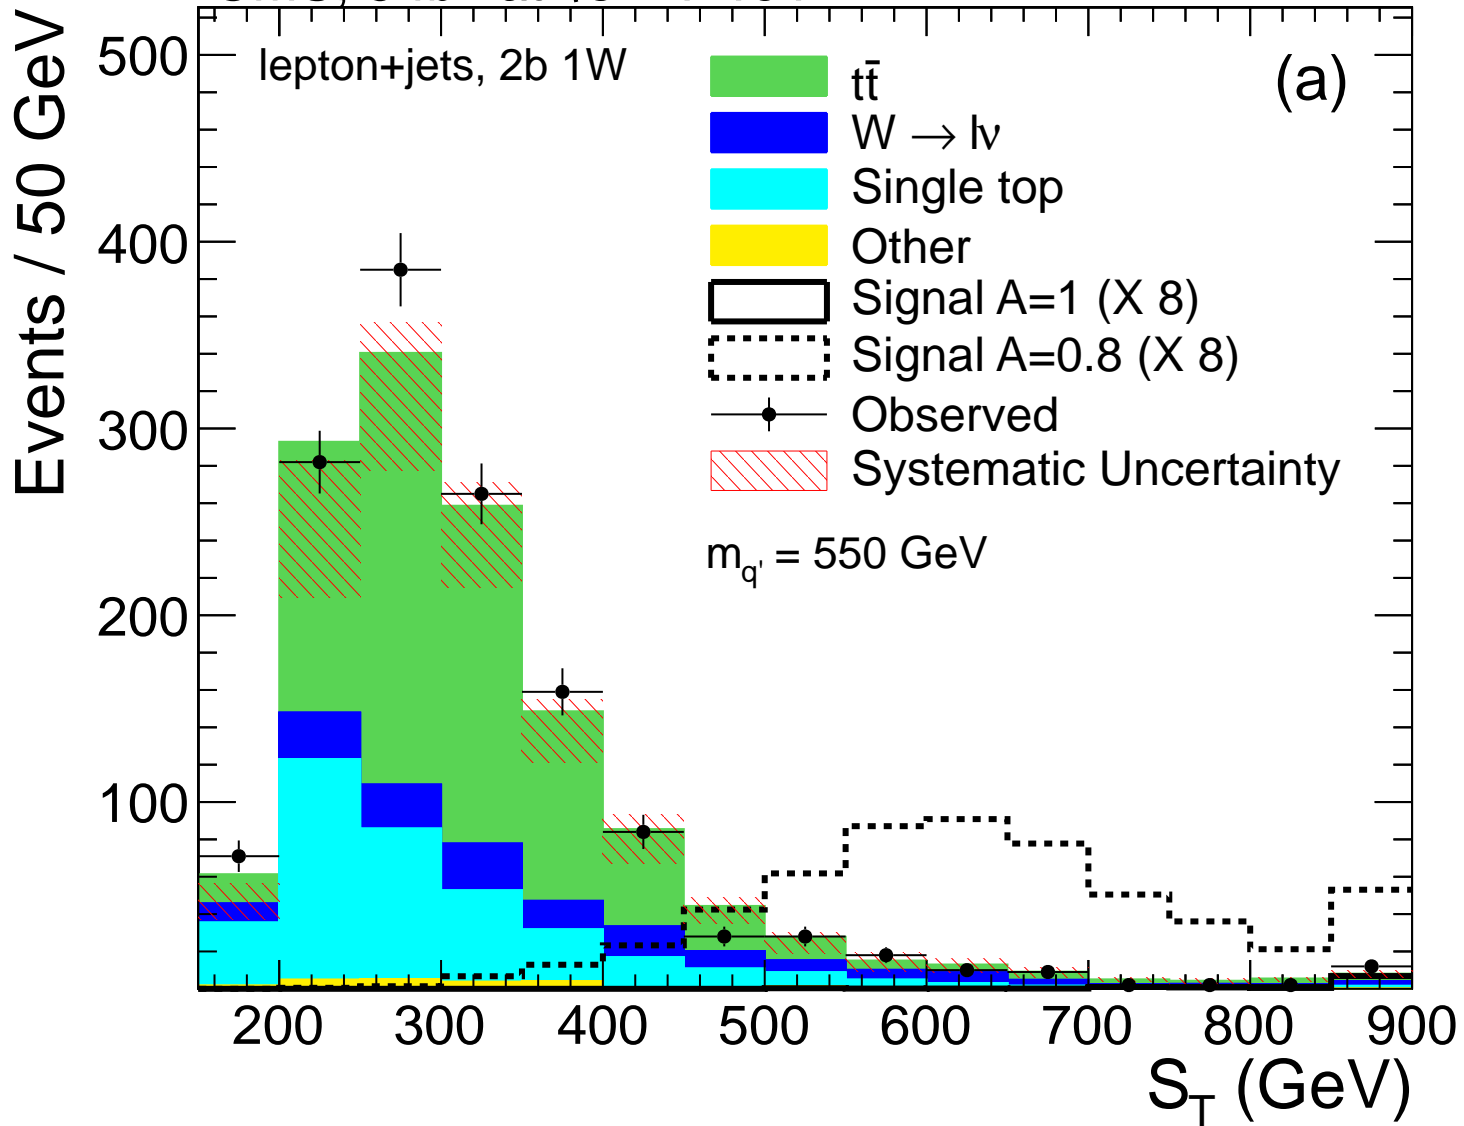 lepton+jets, 2b 1W
(a)
tt̄
W → lν
Single top
Other
Signal A=1 (X 8)
Signal A=0.8 (X 8)
Observed
Systematic Uncertainty
m_q' = 550 GeV
Events / 50 GeV
500
400
300
200
100
200 300 400 500 600 700 800 900
S_T (GeV)